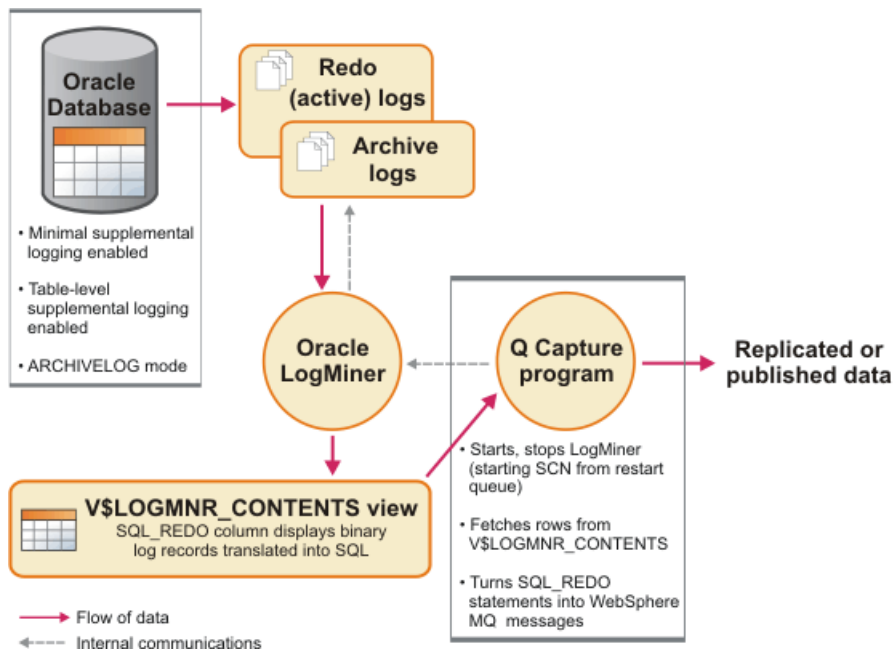 Oracle
Database
• Minimal supplemental
logging enabled
• Table-level
supplemental logging
enabled
• ARCHIVELOG mode
Redo
(active) logs
Archive
logs
Oracle
LogMiner
Q Capture
program
Replicated or
published data
• Starts, stops LogMiner
(starting SCN from restart
queue)
• Fetches rows from
V$LOGMNR_CONTENTS
• Turns SQL_REDO
statements into WebSphere
MQ messages
V$LOGMNR_CONTENTS view
SQL_REDO column displays binary
log records translated into SQL
Flow of data
Internal communications